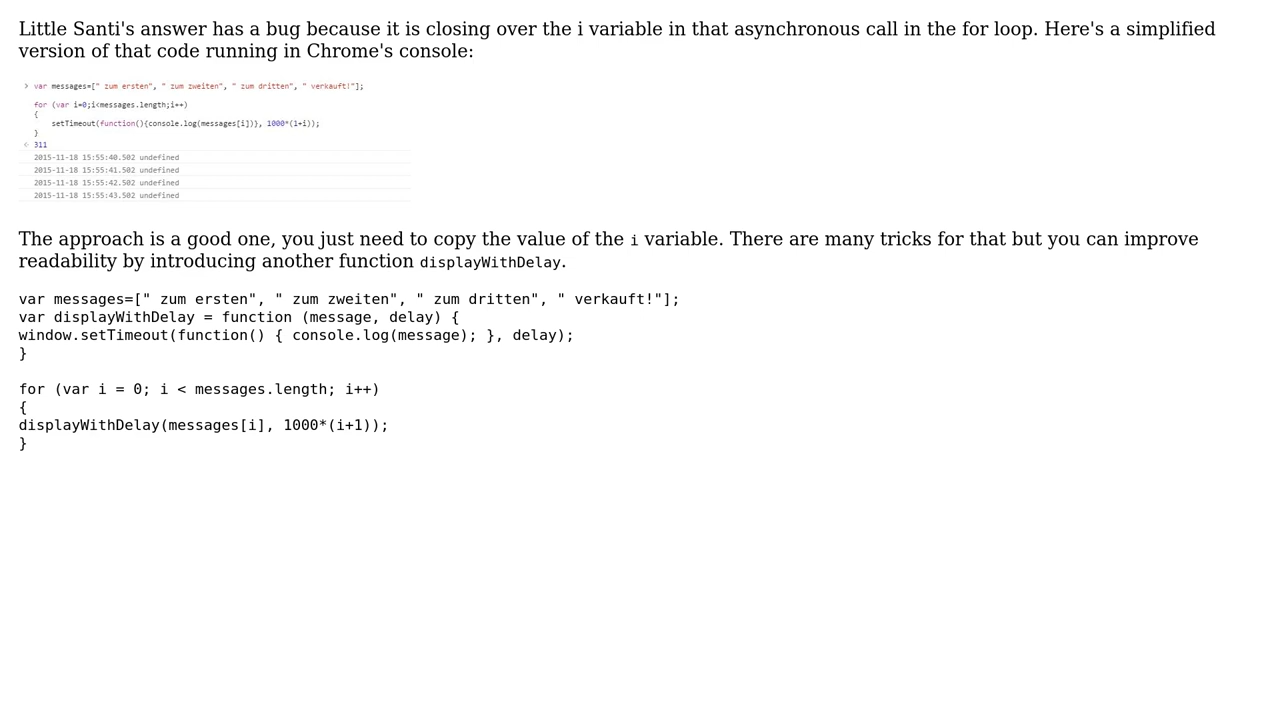 Little Santi's answer has a bug because it is closing over the i variable in that asynchronous call in the for loop. Here's a simplified
version of that code running in Chrome's console:
> var messages=[" zum ersten", " zum zweiten", " zum dritten", " verkauft!"];
for (var i=0;i<messages.length;i++)
{
setTimeout(function(){console.log(messages[i])}, 1000*(1+i));
}
< 311
2015-11-18 15:55:40.502 undefined
2015-11-18 15:55:41.502 undefined
2015-11-18 15:55:42.502 undefined
2015-11-18 15:55:43.502 undefined
The approach is a good one, you just need to copy the value of the i variable. There are many tricks for that but you can improve
readability by introducing another function displayWithDelay.
var messages=[" zum ersten", " zum zweiten", " zum dritten", " verkauft!"];
var displayWithDelay = function (message, delay) {
window.setTimeout(function() { console.log(message); }, delay);
}
for (var i = 0; i < messages.length; i++)
{
displayWithDelay(messages[i], 1000*(i+1));
}